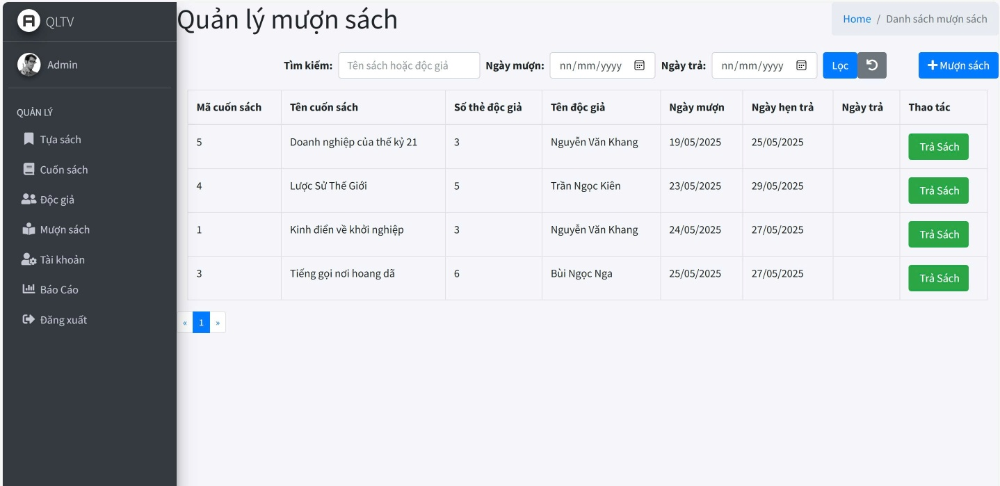 QLTV
Quản lý mượn sách
Home / Danh sách mượn sách
Admin
Tìm kiếm: Tên sách hoặc độc giả Ngày mượn: nn/mm/yyyy Ngày trả: nn/mm/yyyy Lọc Mượn sách
QUẢN LÝ
Tựa sách
Cuốn sách
Độc giả
Mượn sách
Tài khoản
Báo Cáo
Đăng xuất
Mã cuốn sách Tên cuốn sách Số thẻ độc giả Tên độc giả Ngày mượn Ngày hẹn trả Ngày trả Thao tác
5 Doanh nghiệp của thế kỷ 21 3 Nguyễn Văn Khang 19/05/2025 25/05/2025 Trả Sách
4 Lược Sử Thế Giới 5 Trần Ngọc Kiên 23/05/2025 29/05/2025 Trả Sách
1 Kinh điển về khởi nghiệp 3 Nguyễn Văn Khang 24/05/2025 27/05/2025 Trả Sách
3 Tiếng gọi nơi hoang dã 6 Bùi Ngọc Nga 25/05/2025 27/05/2025 Trả Sách
« 1 »